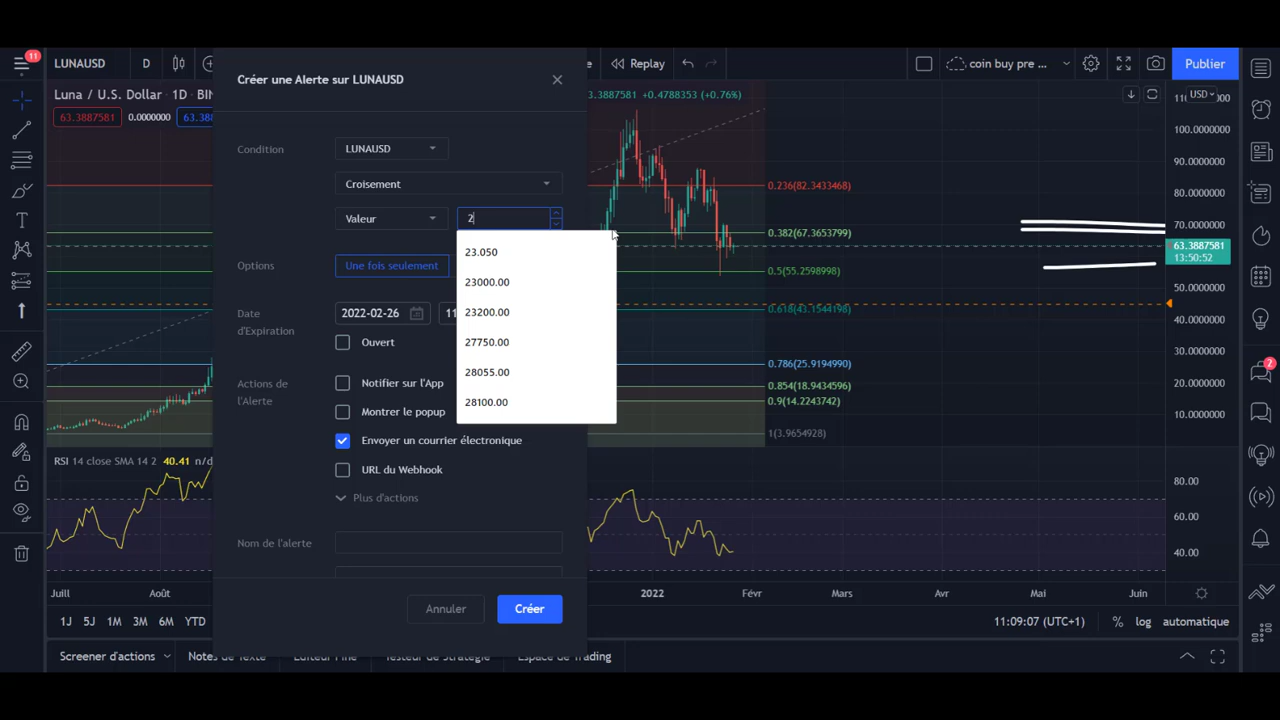 11
LUNAUSD
D
Créer une Alerte sur LUNAUSD
Replay
coin buy pre ...
Publier
Luna / U.S. Dollar · 1D · BIN
3.3887581 +0.4788353 (+0.76%)
USD
63.3887581
0.0000000
Condition
LUNAUSD
Croisement
Valeur
2
23.050
23000.00
23200.00
27750.00
28055.00
28100.00
Options
Une fois seulement
Date
d'Expiration
2022-02-26
11
Ouvert
Actions de
l'Alerte
Notifier sur l'App
Montrer le popup
Envoyer un courrier électronique
URL du Webhook
Plus d'actions
Nom de l'alerte
Annuler
Créer
0.236(82.3433468)
0.382(67.3653799)
0.5(55.2598998)
0.618(43.1544198)
0.786(25.9194990)
0.854(18.9434596)
0.9(14.2243742)
1(3.9654928)
100.0000000
90.0000000
80.0000000
70.0000000
63.3887581
13:50:52
40.0000000
30.0000000
20.0000000
10.0000000
2
RSI 14 close SMA 14 2 40.41 n/d
80.00
60.00
40.00
Juill
Août
2022
Févr
Mars
Avr
Mai
Juin
1J 5J 1M 3M 6M YTD
11:09:07 (UTC+1)
% log automatique
Screener d'actions
Notes de Texte
Éditeur Pine
Testeur de Stratégie
Espace de Trading